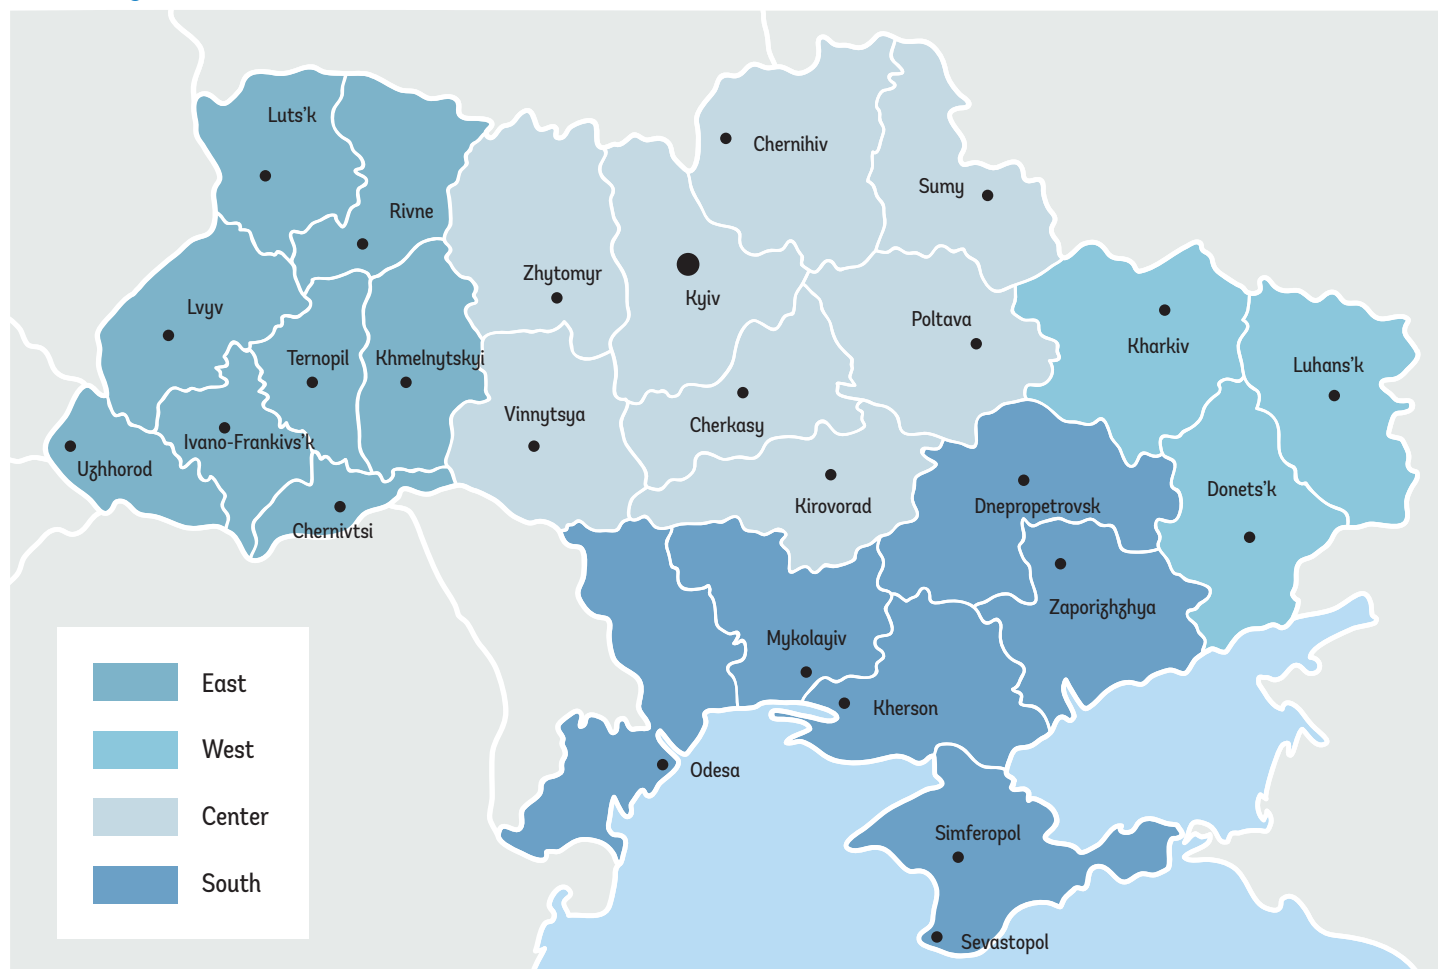 Luts'k
Chernihiv
Sumy
Rivne
Zhytomyr
Kyiv
Lvyv
Poltava
Kharkiv
Ternopil
Khmelnytskyi
Luhans'k
Vinnytsya
Cherkasy
Ivano-Frankivs'k
Uzhhorod
Donets'k
Kirovorad
Dnepropetrovsk
Chernivtsi
Zaporizhzhya
Mykolayiv
Kherson
Odesa
Simferopol
Sevastopol
East
West
Center
South